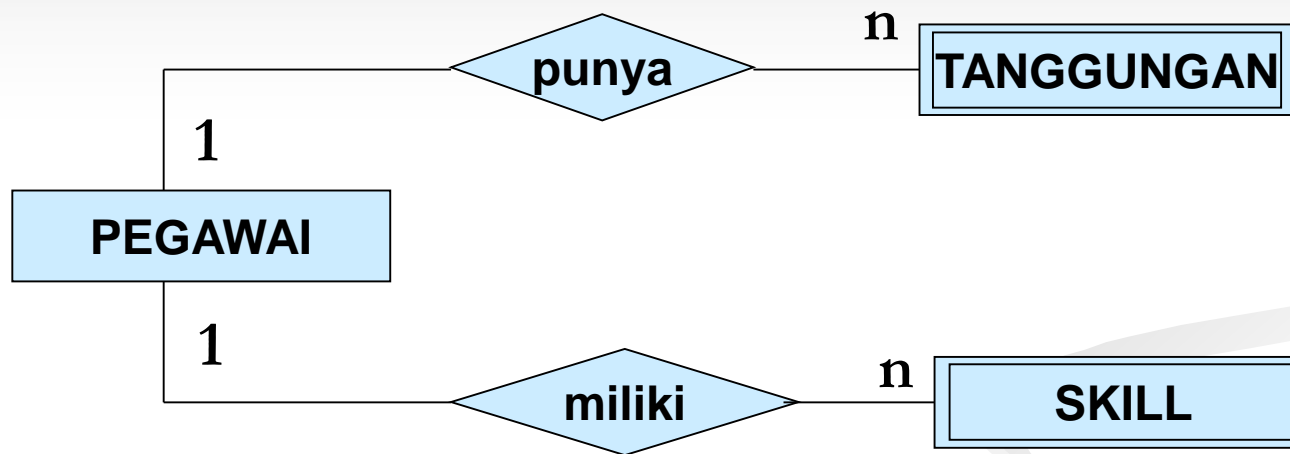 punya
n
TANGGUNGAN
1
PEGAWAI
1
miliki
n
SKILL